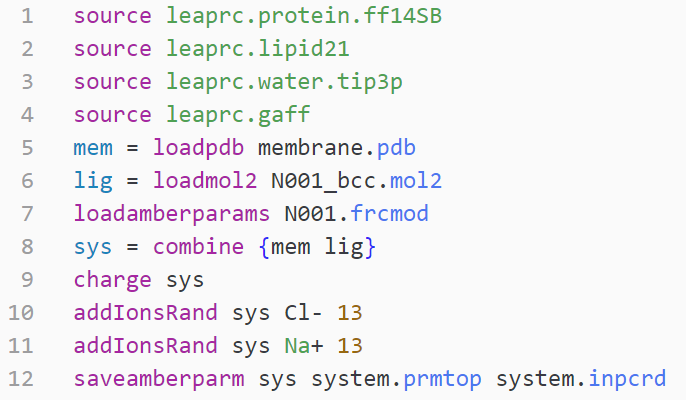 1 source leaprc.protein.ff14SB
2 source leaprc.lipid21
3 source leaprc.water.tip3p
4 source leaprc.gaff
5 mem = loadpdb membrane.pdb
6 lig = loadmol2 N001_bcc.mol2
7 loadamberparams N001.frcmod
8 sys = combine {mem lig}
9 charge sys
10 addIonsRand sys Cl- 13
11 addIonsRand sys Na+ 13
12 saveamberparm sys system.prmtop system.inpcrd